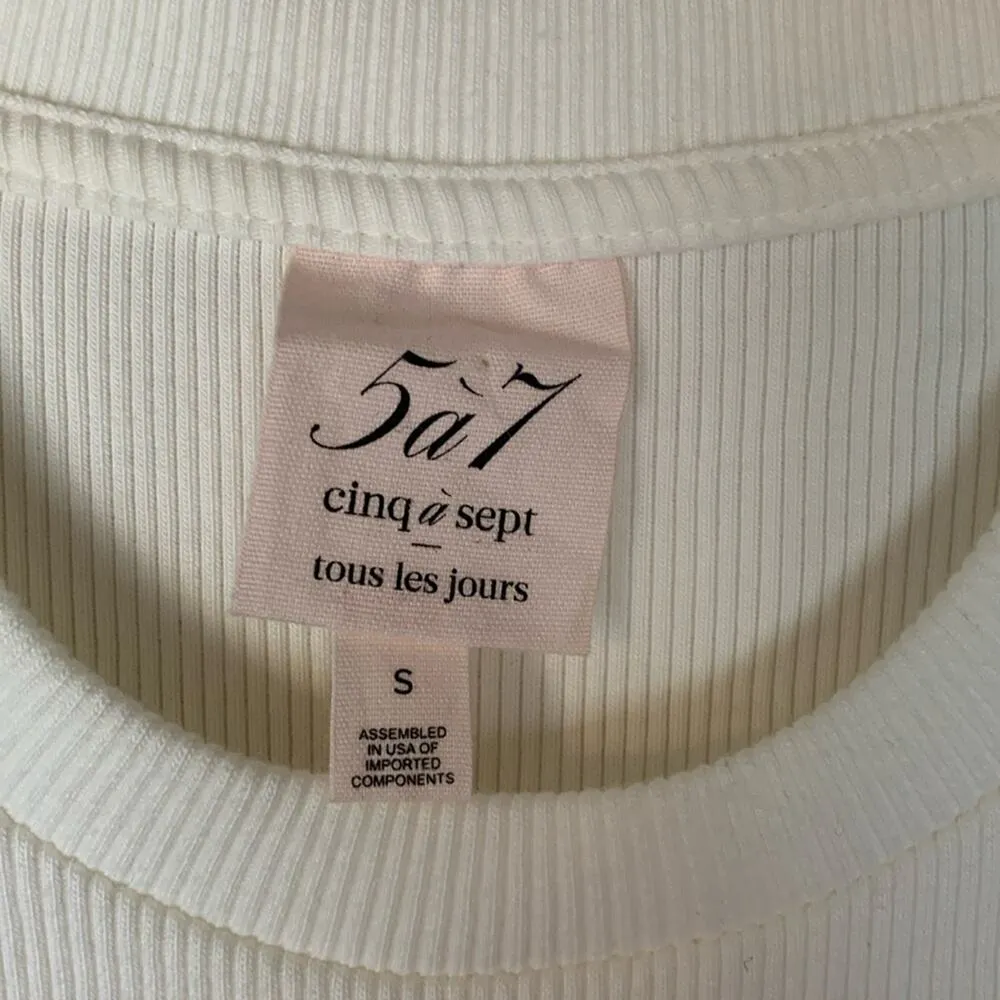 5à7
cinq à sept
—
tous les jours
S
ASSEMBLED
IN USA OF
IMPORTED
COMPONENTS